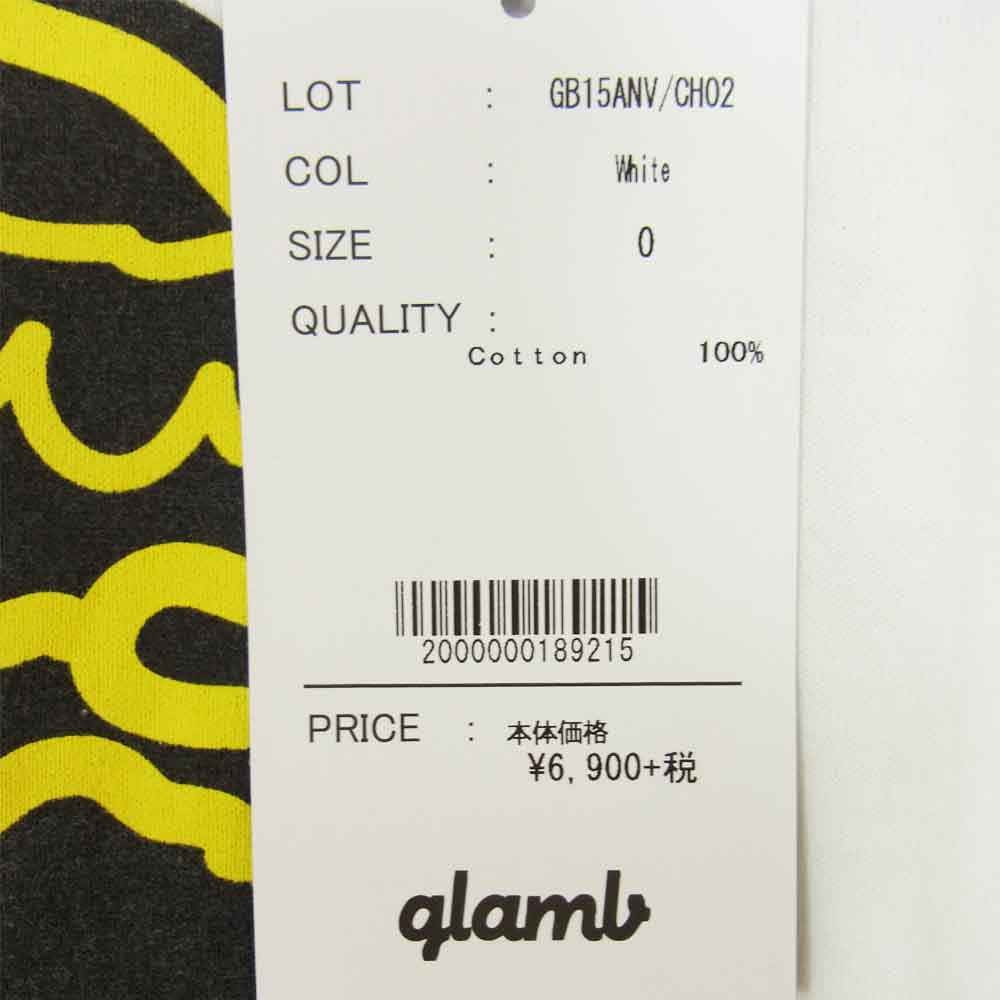 LOT : GB15ANV/CH02
COL : White
SIZE : 0
QUALITY :
Cotton 100%
2000000189215
PRICE : 本体価格
¥6,900+税
glamb